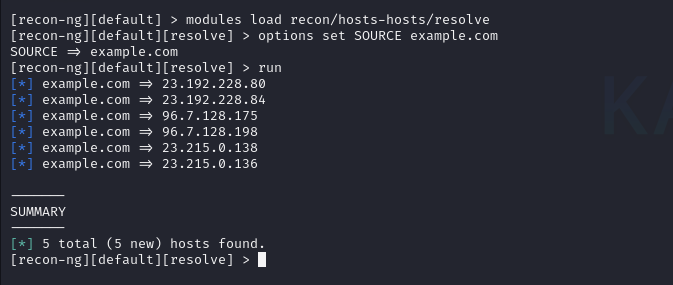 [recon-ng][default] > modules load recon/hosts-hosts/resolve
[recon-ng][default][resolve] > options set SOURCE example.com
SOURCE ⇒ example.com
[recon-ng][default][resolve] > run
[*] example.com ⇒ 23.192.228.80
[*] example.com ⇒ 23.192.228.84
[*] example.com ⇒ 96.7.128.175
[*] example.com ⇒ 96.7.128.198
[*] example.com ⇒ 23.215.0.138
[*] example.com ⇒ 23.215.0.136
-------
SUMMARY
-------
[*] 5 total (5 new) hosts found.
[recon-ng][default][resolve] >
KA